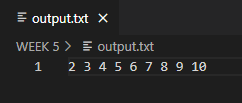 output.txt ×
WEEK 5 > output.txt
1 2 3 4 5 6 7 8 9 10